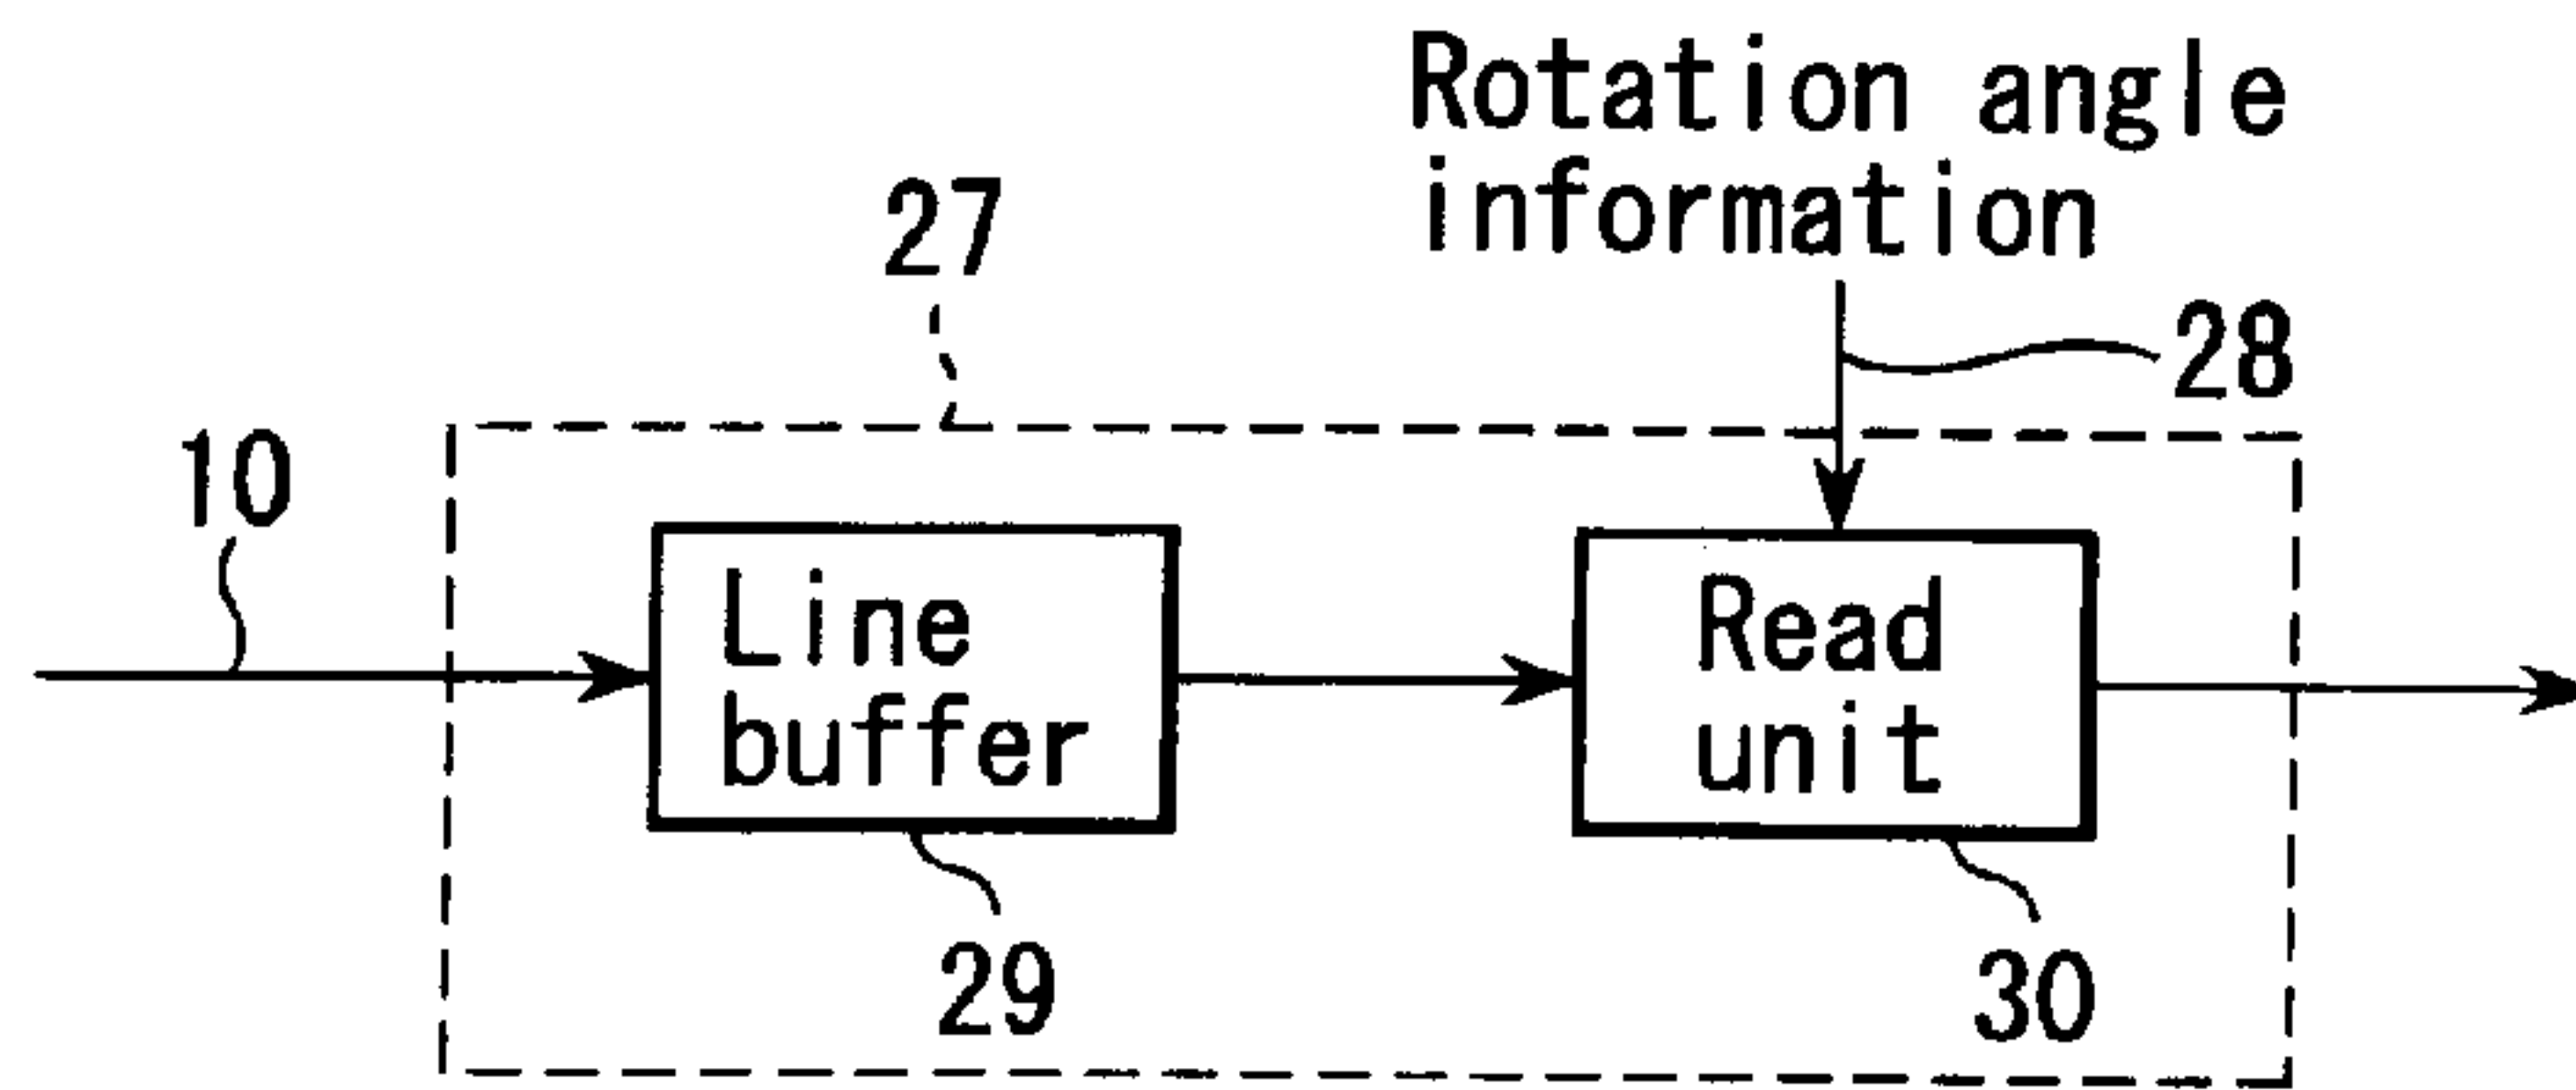 Rotation angle
information
27
28
10
Line
buffer
Read
unit
29
30